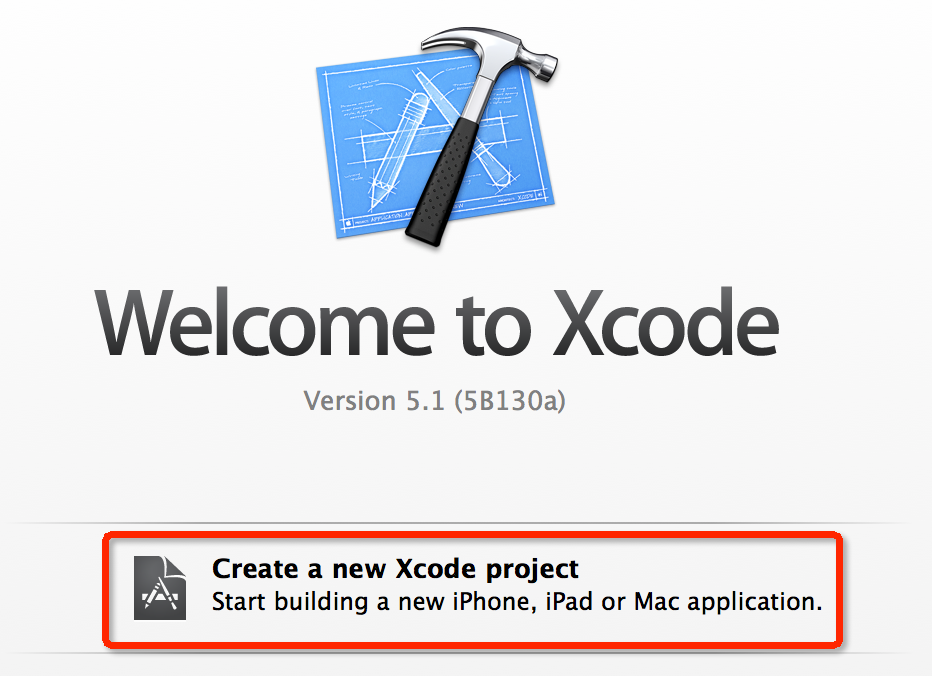 Welcome to Xcode
Version 5.1 (5B130a)
Create a new Xcode project
Start building a new iPhone, iPad or Mac application.